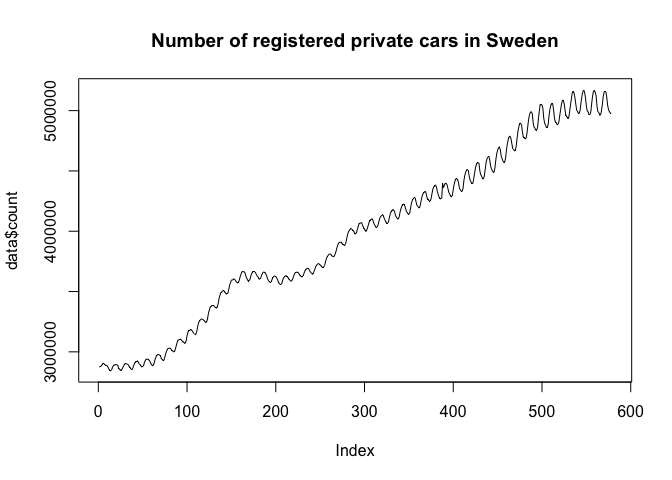 Number of registered private cars in Sweden
data$count
5000000
4000000
3000000
0 100 200 300 400 500 600
Index